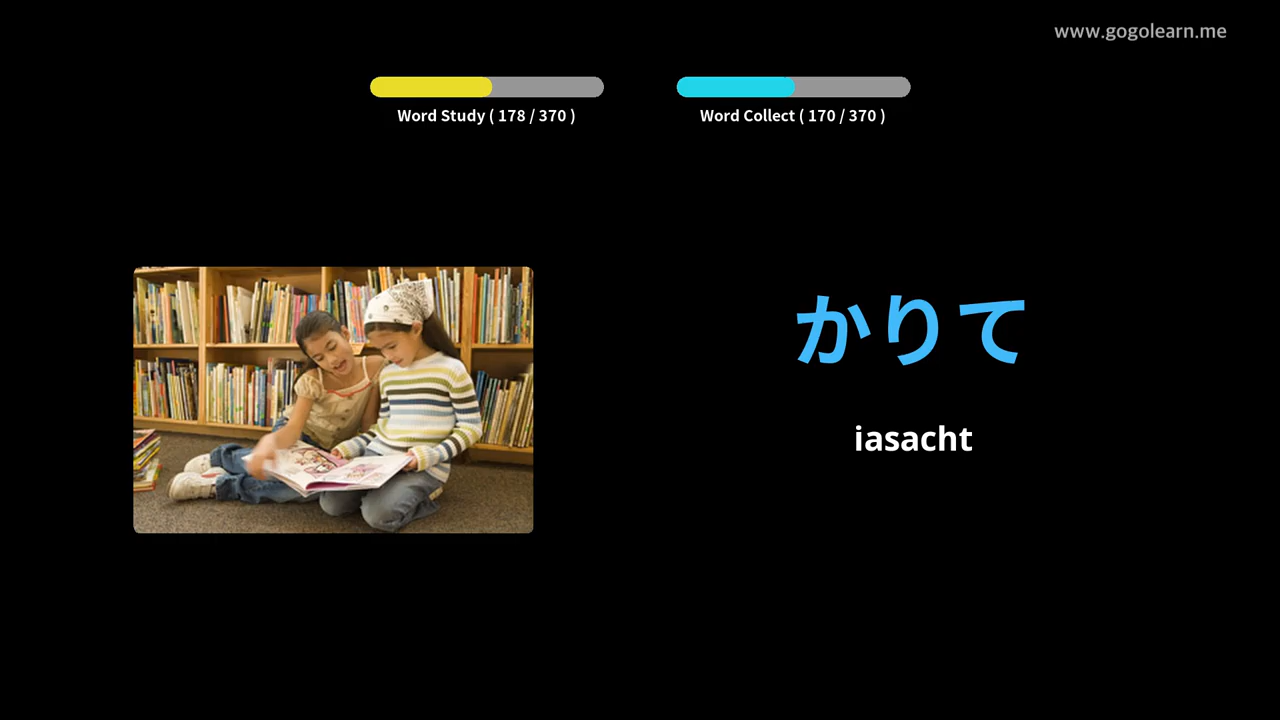 www.gogolearn.me
Word Study ( 178 / 370 )
Word Collect ( 170 / 370 )
かりて
iasacht